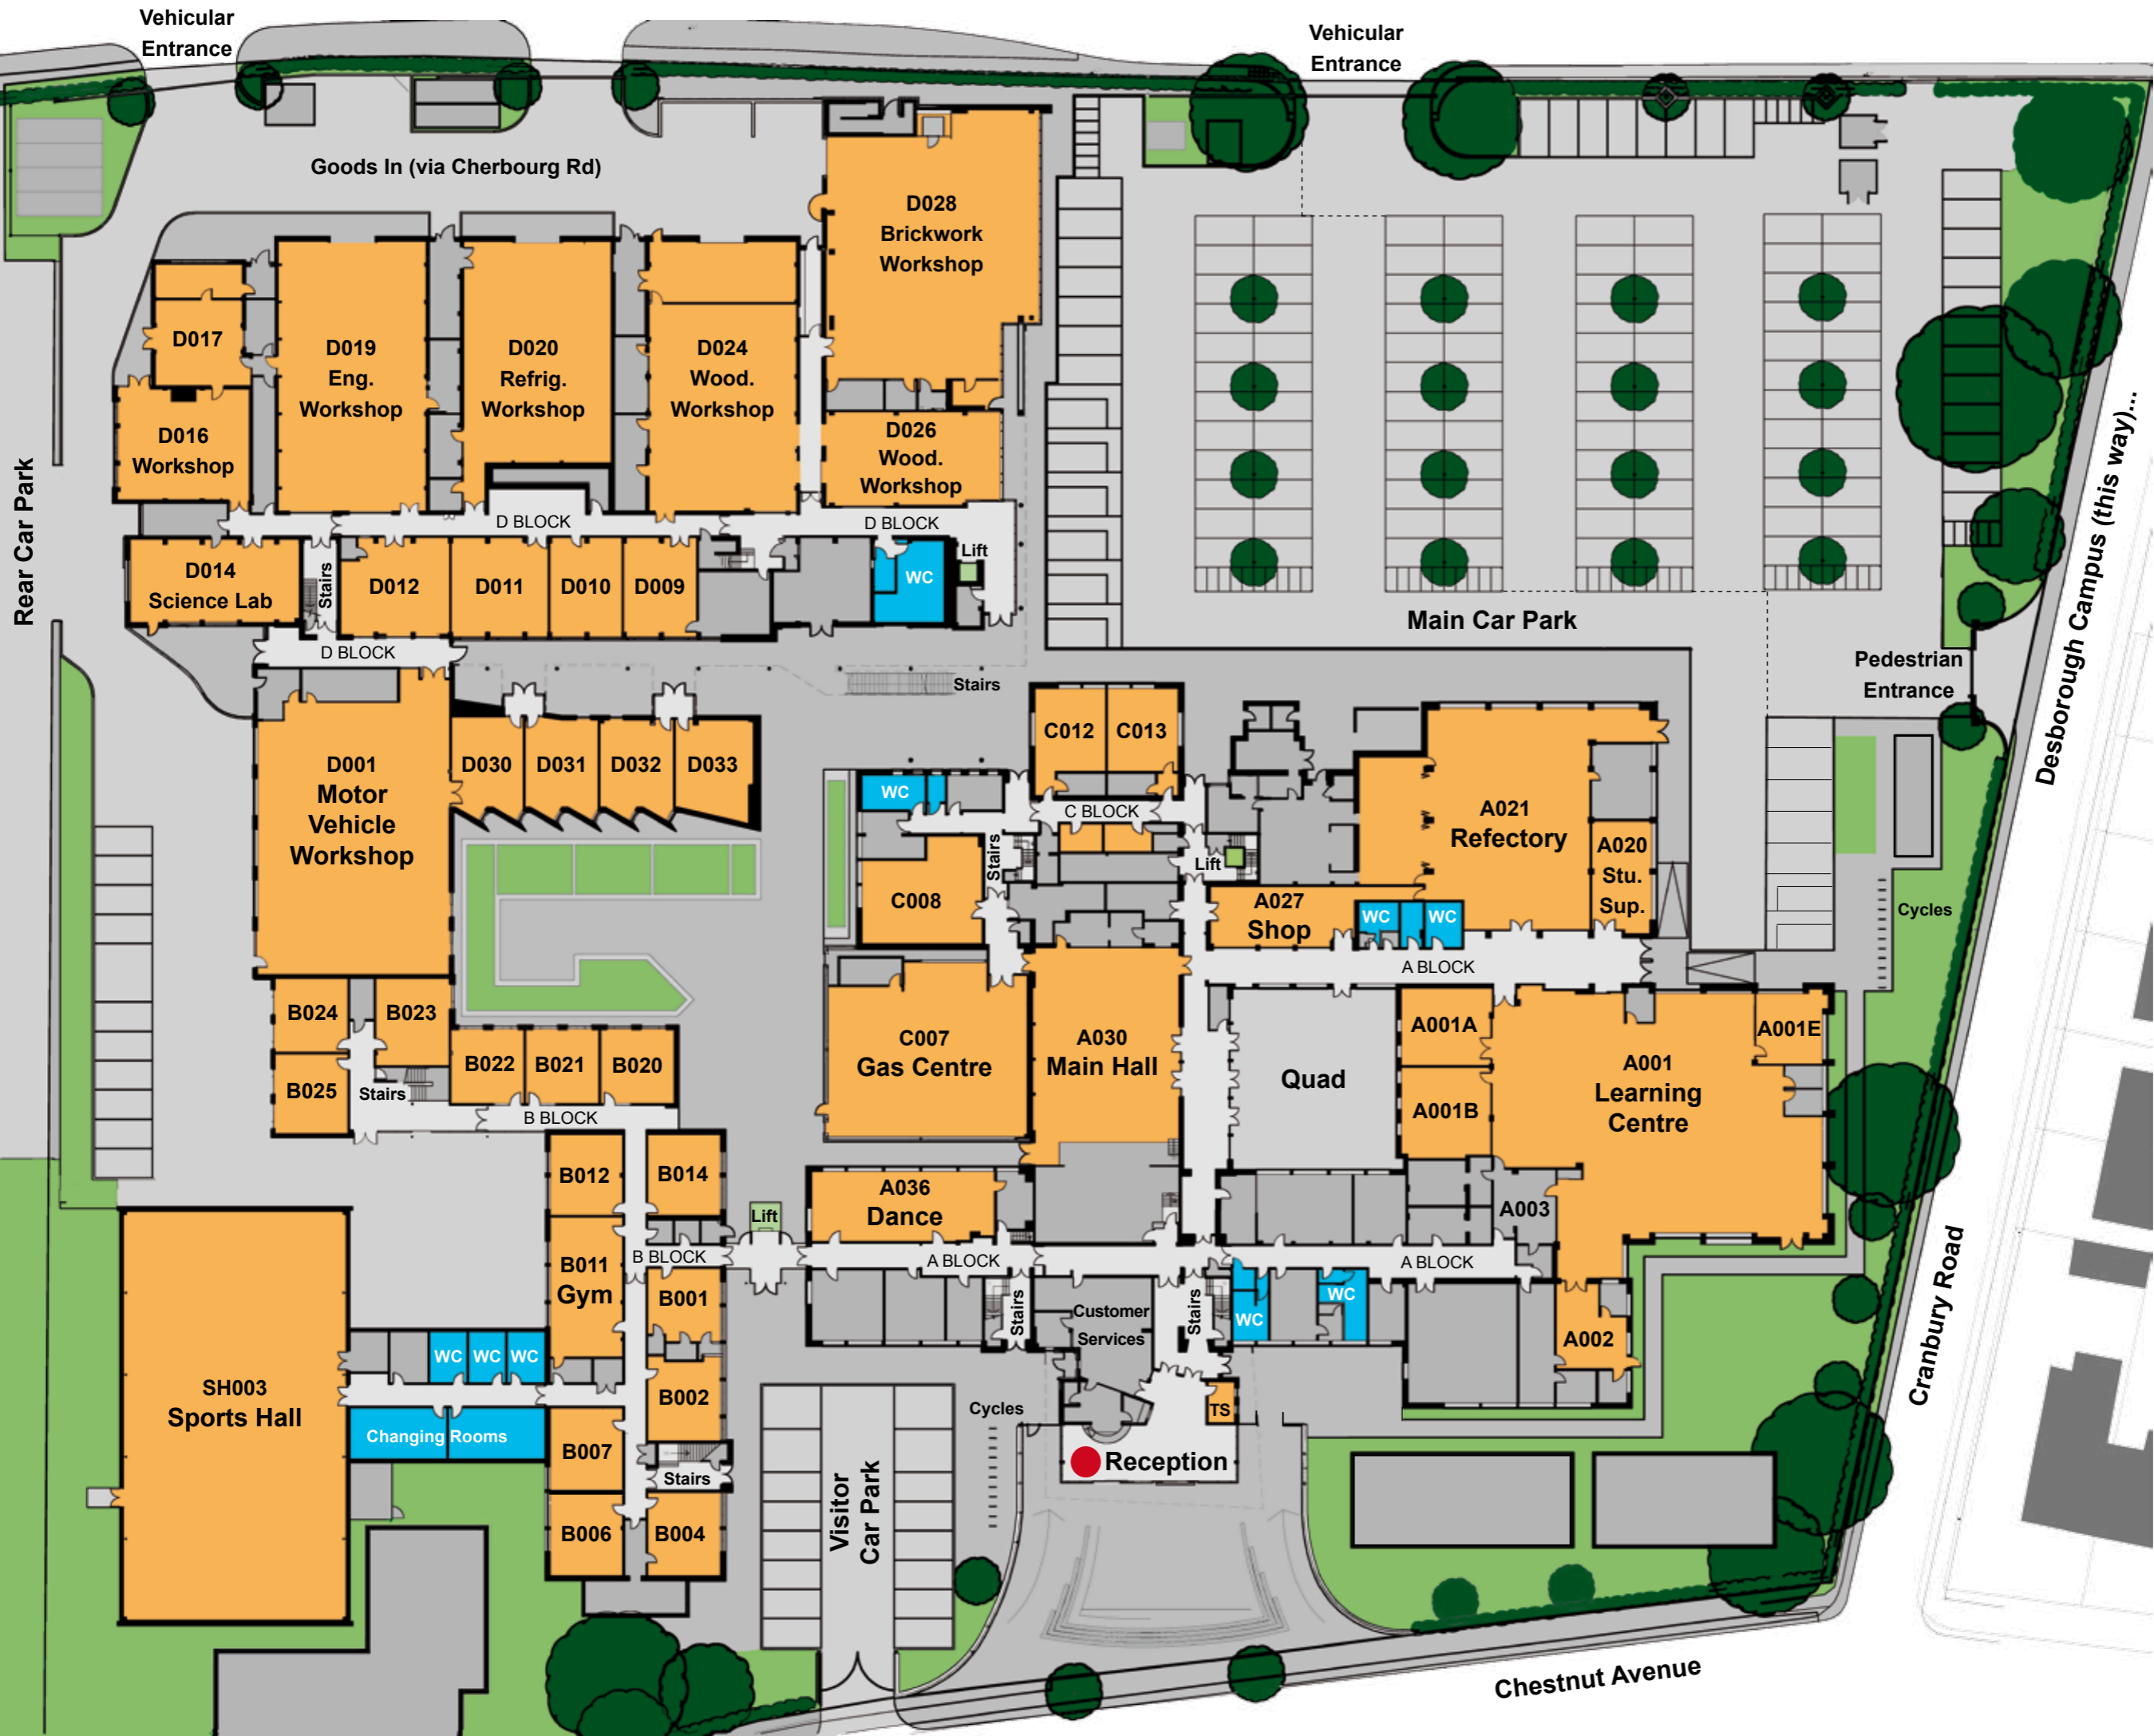 Vehicular
Entrance
Vehicular
Entrance
Goods In (via Cherbourg Rd)
D028
Brickwork
Workshop
D017
D019
Eng.
Workshop
D020
Refrig.
Workshop
D024
Wood.
Workshop
D016
Workshop
D026
Wood.
Workshop
Rear Car Park
D BLOCK
D BLOCK
D014
Science Lab
Stairs
D012
D011
D010
D009
WC
Lift
Main Car Park
Desborough Campus (this way)...
D BLOCK
Pedestrian
Entrance
Stairs
D001
Motor
Vehicle
Workshop
D030
D031
D032
D033
C012
C013
WC
C BLOCK
Stairs
Lift
C008
A021
Refectory
A020
Stu.
Sup.
A027
Shop
WC
WC
Cycles
A BLOCK
B024
B023
B025
Stairs
B022
B021
B020
B BLOCK
C007
Gas Centre
A030
Main Hall
Quad
A001A
A001B
A001
Learning
Centre
A001E
B012
B014
A036
Dance
A003
Lift
B BLOCK
A BLOCK
A BLOCK
B011
Gym
B001
Stairs
Customer
Services
Stairs
WC
WC
A002
Cranbury Road
WC
WC
WC
SH003
Sports Hall
B002
Changing Rooms
B007
Stairs
B006
B004
Visitor
Car Park
Cycles
TS
Reception
Chestnut Avenue